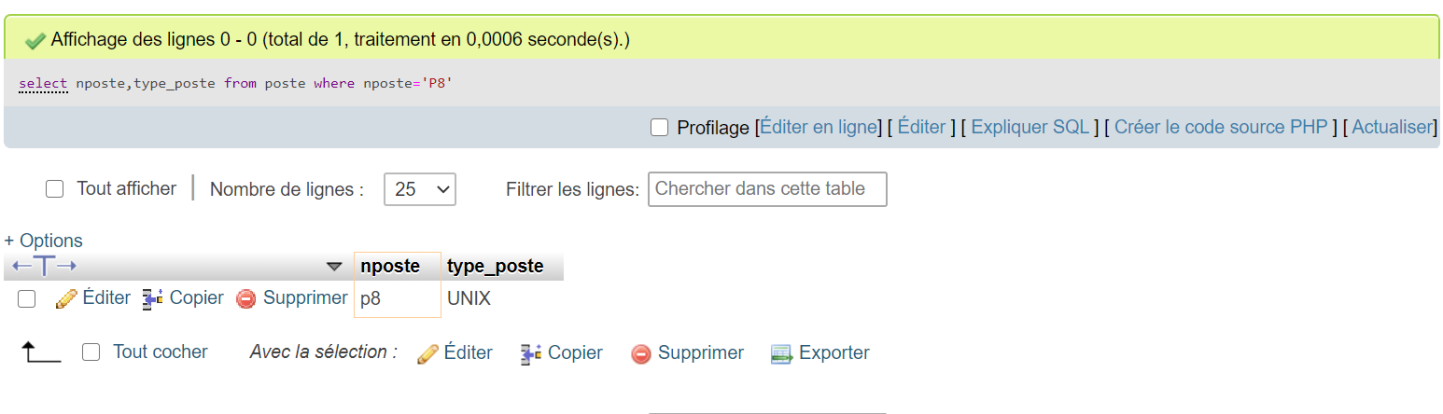 Affichage des lignes 0 - 0 (total de 1, traitement en 0,0006 seconde(s).)
select nposte,type_poste from poste where nposte='P8'
Profilage [Éditer en ligne] [ Éditer ] [ Expliquer SQL ] [ Créer le code source PHP ] [ Actualiser]
Tout afficher Nombre de lignes : 25 Filtrer les lignes: Chercher dans cette table
+ Options
←T→ nposte type_poste
Éditer Copier Supprimer p8 UNIX
Tout cocher Avec la sélection : Éditer Copier Supprimer Exporter